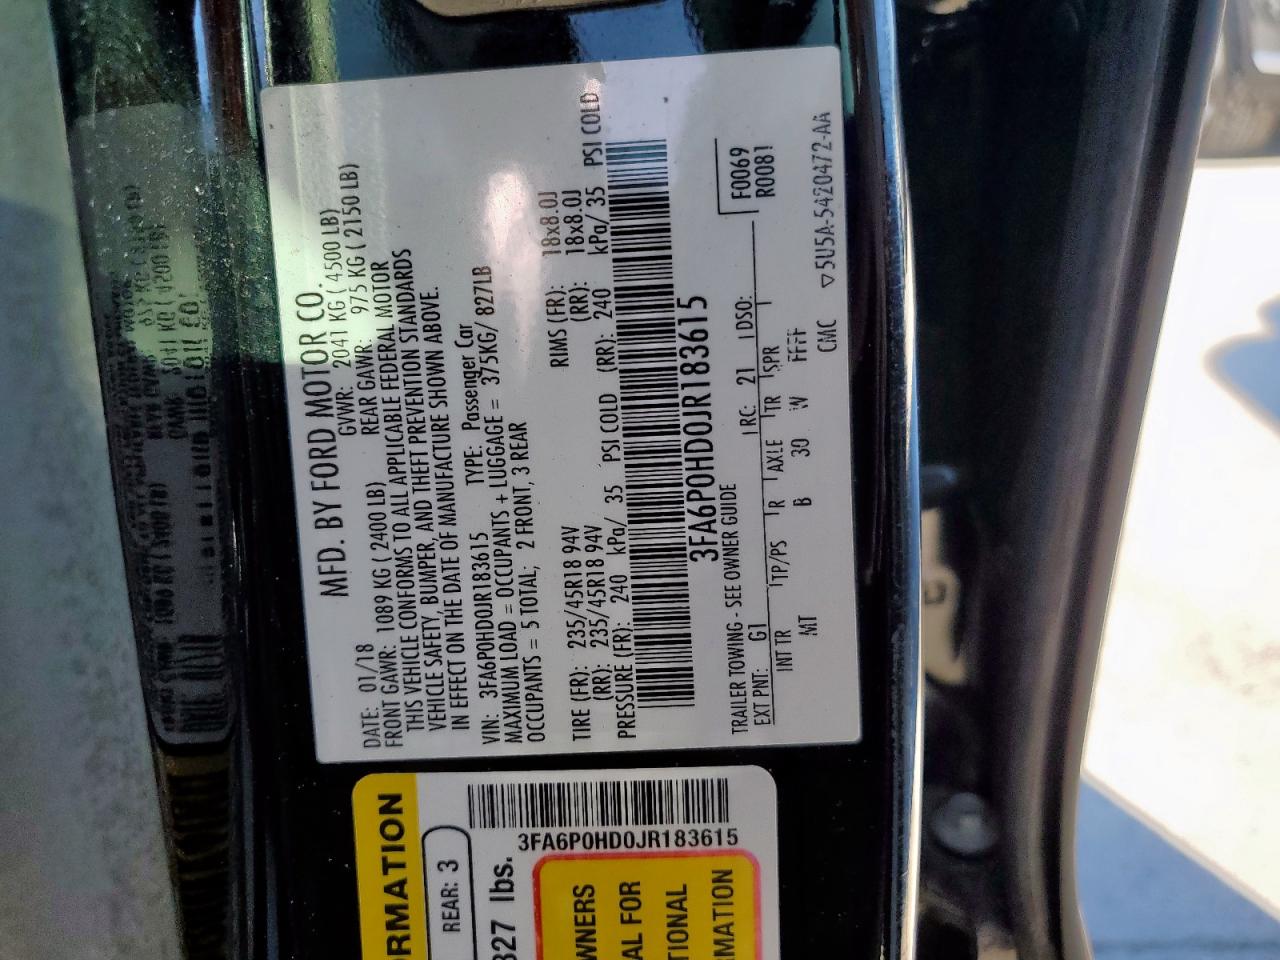 MFD. BY FORD MOTOR CO.
DATE: 01/18 GVWR: 2041 KG ( 4500 LB)
FRONT GAWR: 1089 KG ( 2400 LB) REAR GAWR: 975 KG ( 2150 LB)
THIS VEHICLE CONFORMS TO ALL APPLICABLE FEDERAL MOTOR
VEHICLE SAFETY, BUMPER, AND THEFT PREVENTION STANDARDS
IN EFFECT ON THE DATE OF MANUFACTURE SHOWN ABOVE.
VIN: 3FA6P0HD0JR183615 TYPE: Passenger Car
MAXIMUM LOAD = OCCUPANTS + LUGGAGE = 375KG/ 827LB
OCCUPANTS = 5 TOTAL; 2 FRONT, 3 REAR
TIRE (FR): 235/45R18 94V RIMS (FR): 18x8.0J
(RR): 235/45R18 94V (RR): 18x8.0J
PRESSURE (FR): 240 kPa/ 35 PSI COLD (RR): 240 kPa/ 35 PSI COLD
3FA6P0HD0JR183615
F0069
R0081
TRAILER TOWING - SEE OWNER GUIDE
EXT PNT: G1 RC: 21 DSO:
INT TR TP/PS R AXLE TR SPR
MT B 30 W FFFF
CMC ▽5U5A-5420472-AA
RMATION
REAR: 3
827 lbs.
3FA6P0HD0JR183615
WNERS
AL FOR
TIONAL
RMATION